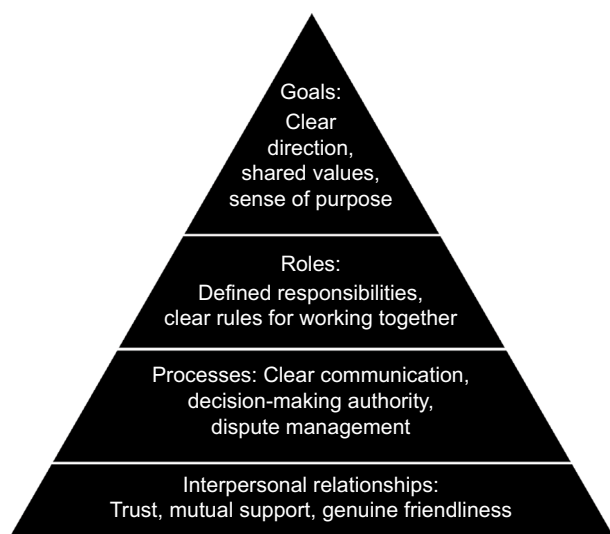 Goals:
Clear
direction,
shared values,
sense of purpose
Roles:
Defined responsibilities,
clear rules for working together
Processes: Clear communication,
decision-making authority,
dispute management
Interpersonal relationships:
Trust, mutual support, genuine friendliness